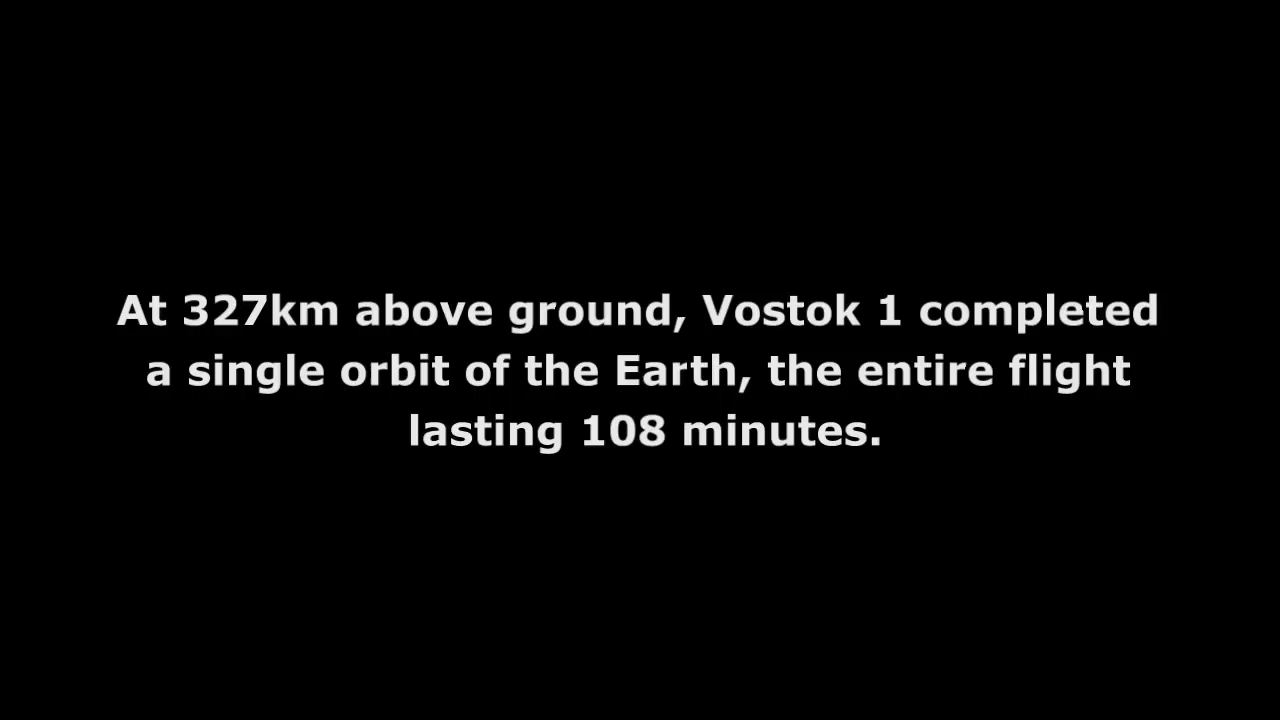 At 327km above ground, Vostok 1 completed
a single orbit of the Earth, the entire flight
lasting 108 minutes.